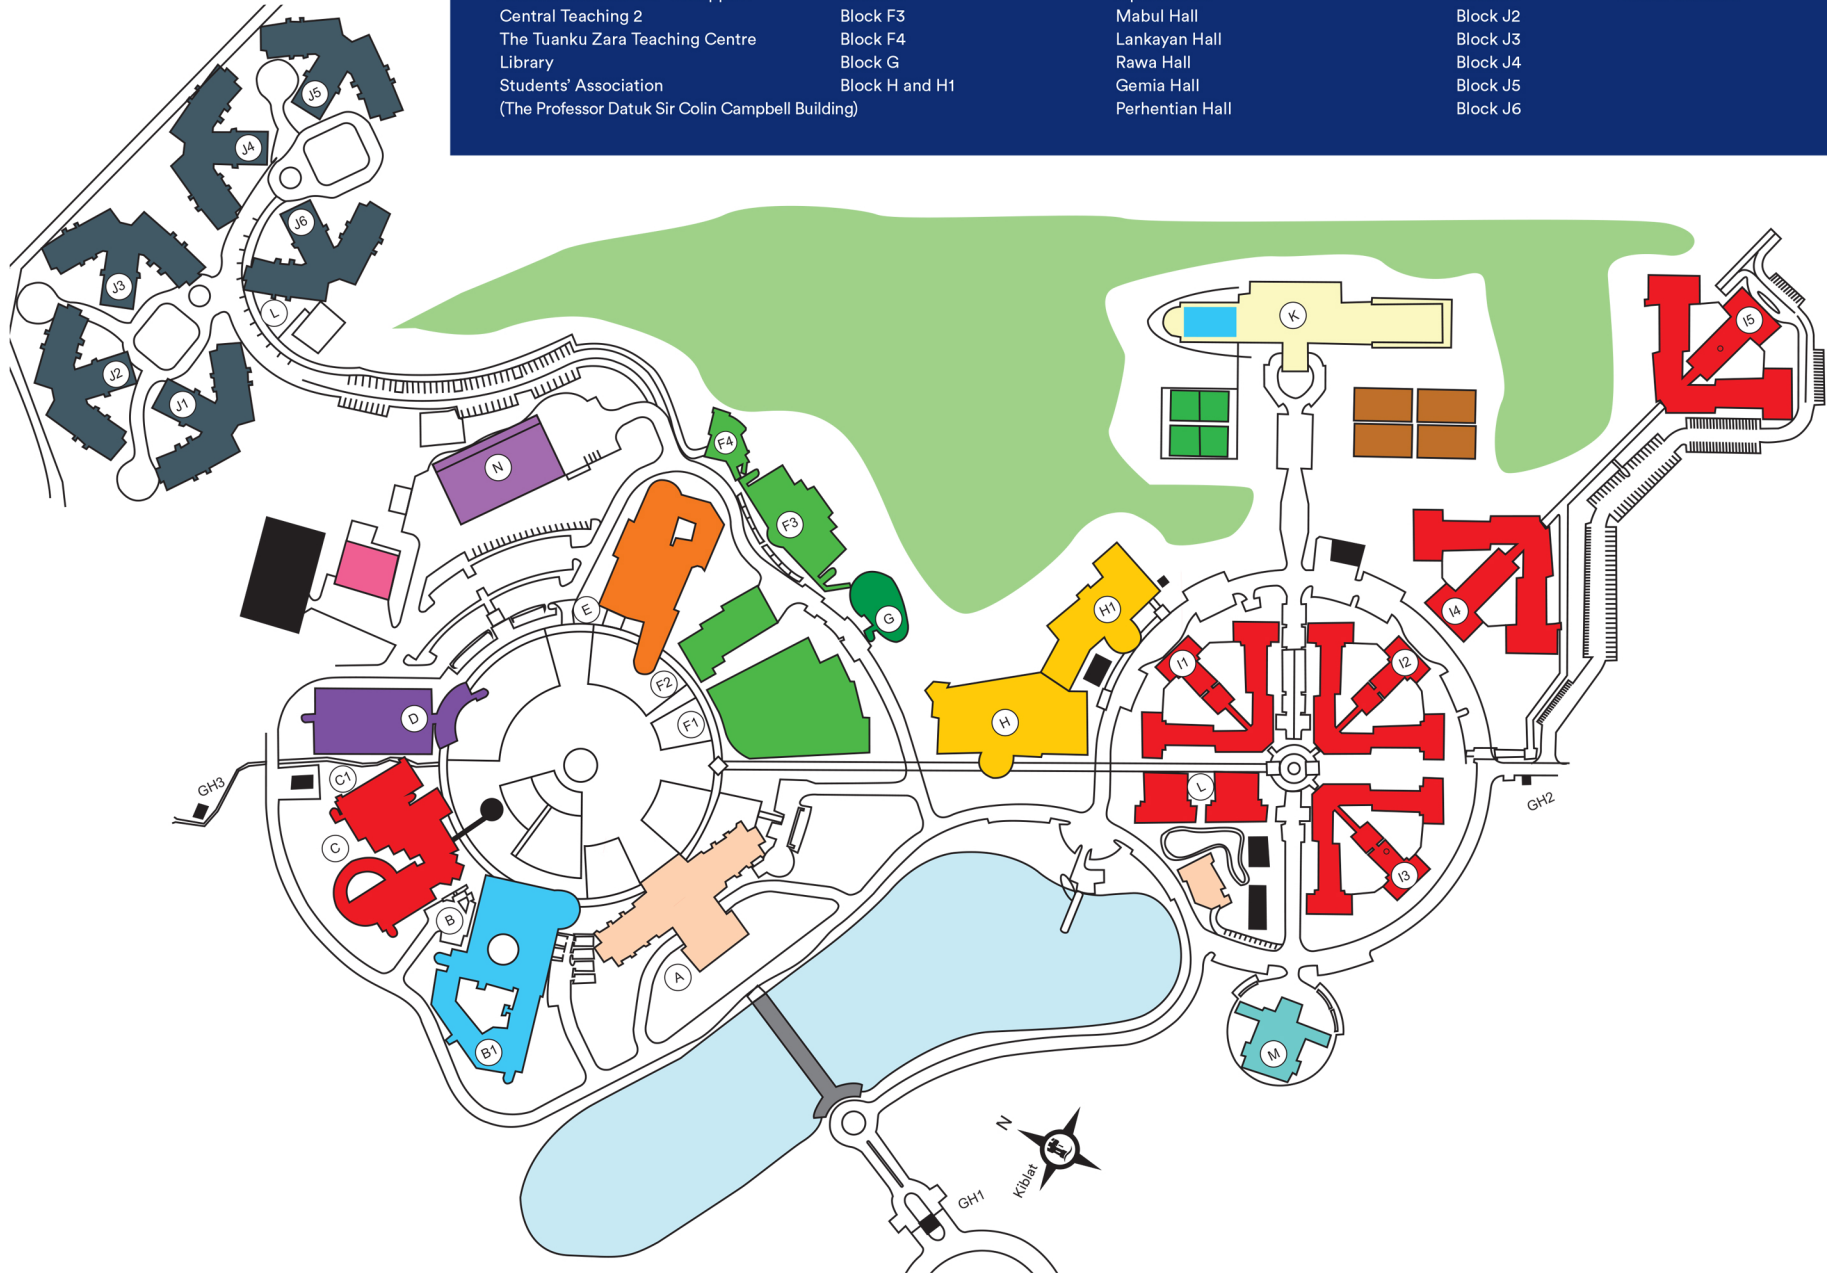 Central Teaching 2 Block F3 Mabul Hall Block J2
The Tuanku Zara Teaching Centre Block F4 Lankayan Hall Block J3
Library Block G Rawa Hall Block J4
Students' Association Block H and H1 Gemia Hall Block J5
(The Professor Datuk Sir Colin Campbell Building) Perhentian Hall Block J6
J5
J4
J6
J3
L
J2
J1
K
I5
F4
N
F3
E
G
H1
I4
I1
I2
F2
D
F1
H
C1
GH3
L
GH2
C
I3
B
A
B1
M
N
Kiblat
GH1